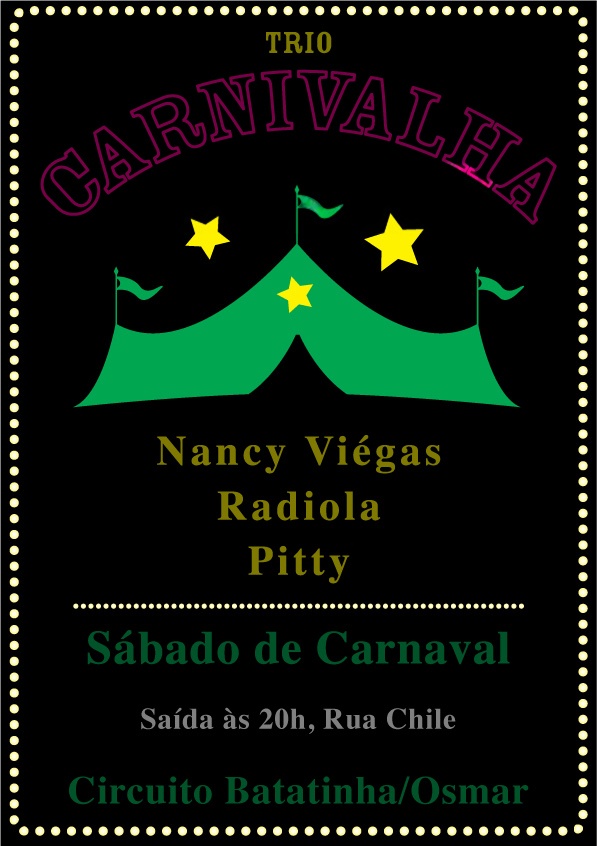 TRIO
CARNIVALHA
Nancy Viégas
Radiola
Pitty
Sábado de Carnaval
Saída às 20h, Rua Chile
Circuito Batatinha/Osmar